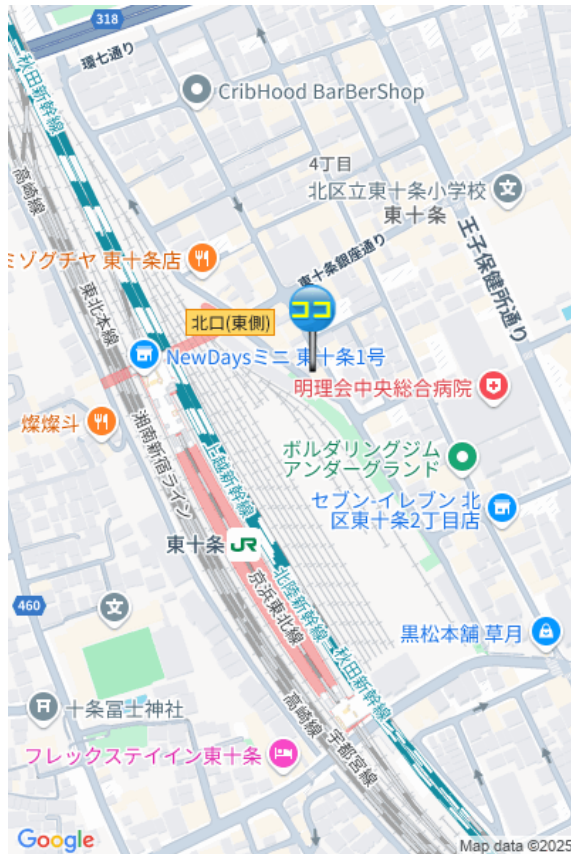 318
環七通り
秋田新幹線
CribHood BarBerShop
高崎線
4丁目
北区立東十条小学校
東十条
王子保健所通り
ミゾグチヤ 東十条店
東十条銀座通り
東北本線
ココ
北口(東側)
NewDaysミニ 東十条1号
明理会中央総合病院
燦燦斗
湘南新宿ライン
上越新幹線
ボルダリングジム
アンダーグランド
セブン-イレブン 北
区東十条2丁目店
東十条 JR
京浜東北線
北陸新幹線
460
秋田新幹線
黒松本舗 草月
十条冨士神社
高崎線
宇都宮線
フレックステイイン東十条
Google
Map data ©2025